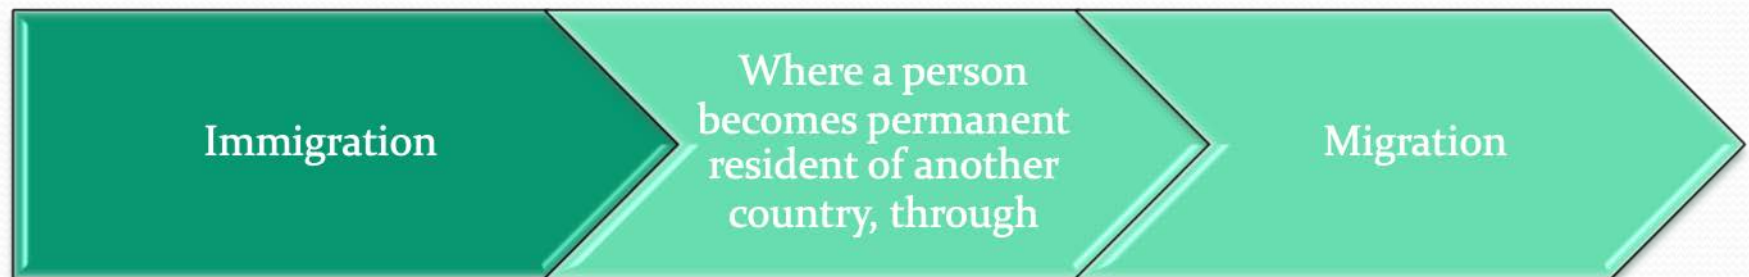 Immigration
Where a person
becomes permanent
resident of another
country, through
Migration